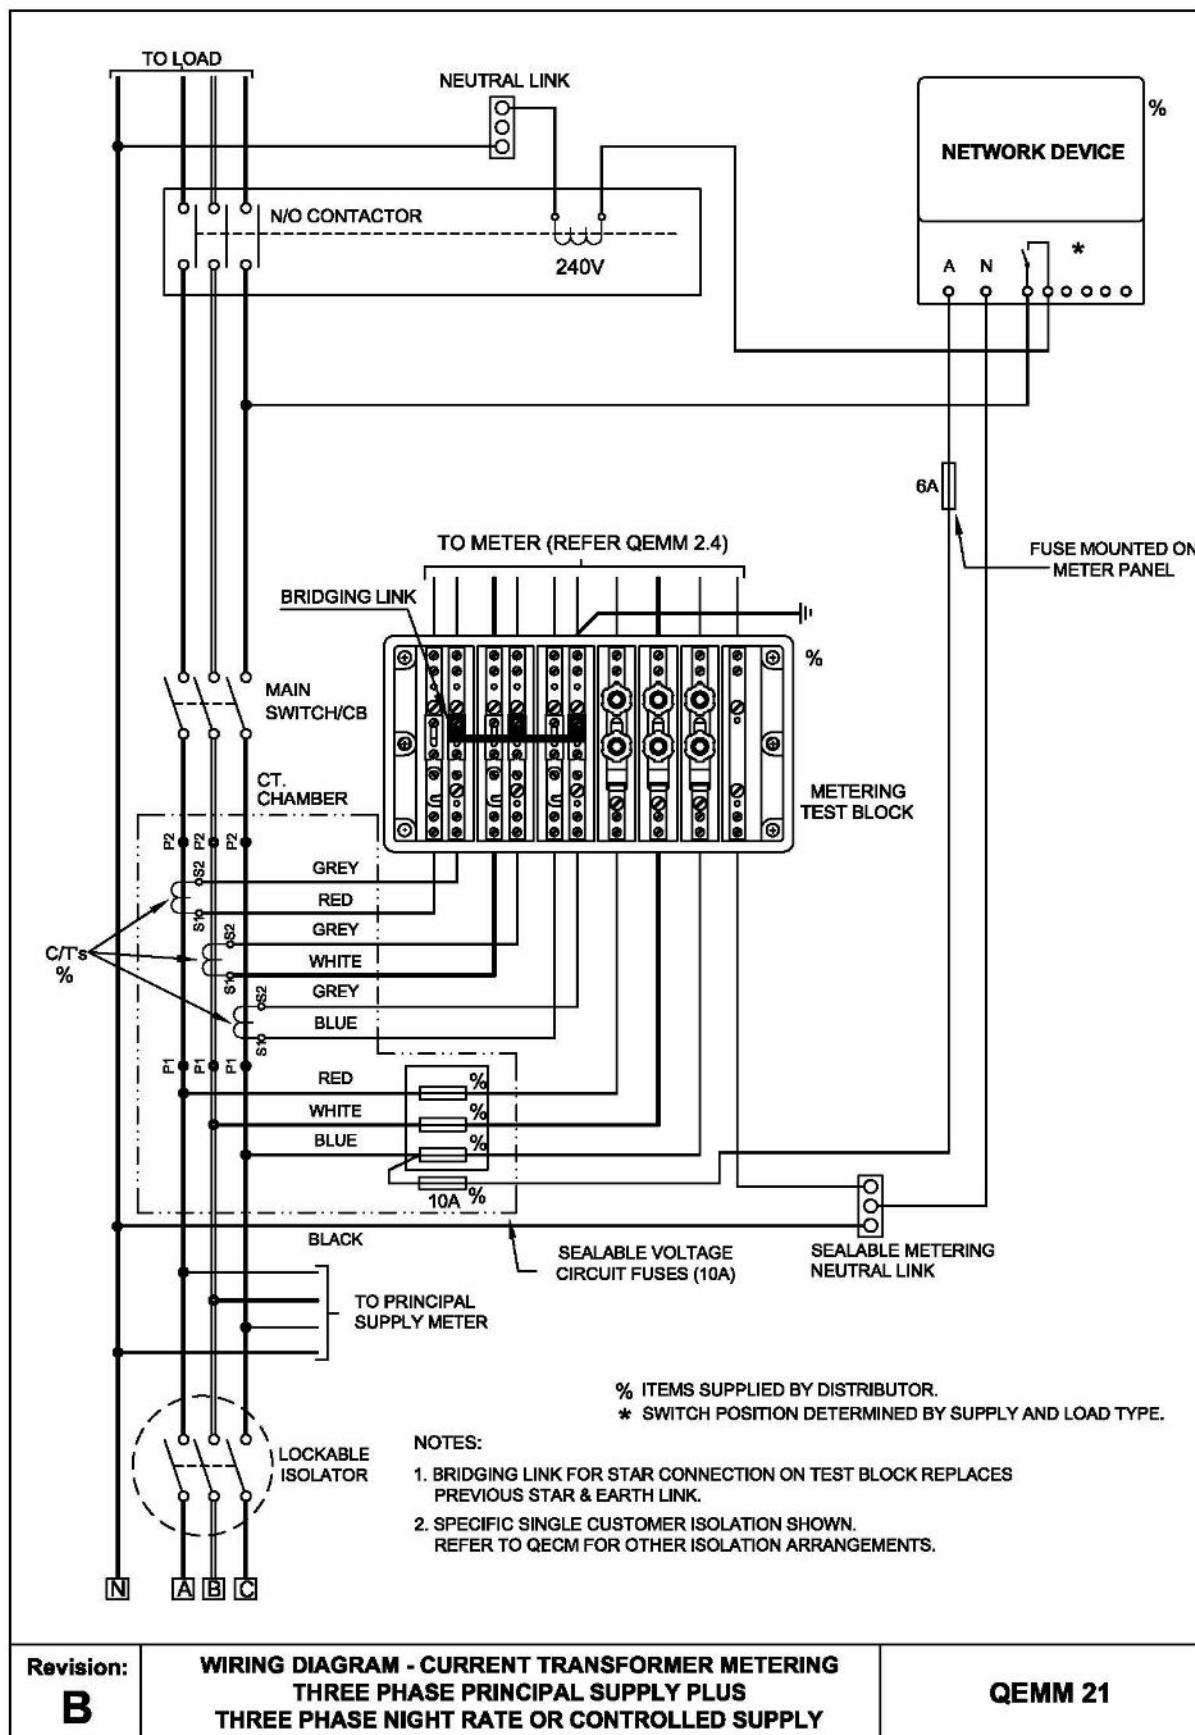 TO LOAD
NEUTRAL LINK
%
NETWORK DEVICE
N/O CONTACTOR
240V
*
A N
6A
FUSE MOUNTED ON
METER PANEL
TO METER (REFER QEMM 2.4)
BRIDGING LINK
%
MAIN
SWITCH/CB
CT.
CHAMBER
METERING
TEST BLOCK
P2 P2 P2
S2
GREY
RED
S1
S2
GREY
C/T's
%
WHITE
S1
S2
GREY
BLUE
S1
P1 P1 P1
RED
%
WHITE
%
BLUE
%
10A %
BLACK
SEALABLE VOLTAGE
CIRCUIT FUSES (10A)
SEALABLE METERING
NEUTRAL LINK
TO PRINCIPAL
SUPPLY METER
% ITEMS SUPPLIED BY DISTRIBUTOR.
* SWITCH POSITION DETERMINED BY SUPPLY AND LOAD TYPE.
LOCKABLE
ISOLATOR
NOTES:
1. BRIDGING LINK FOR STAR CONNECTION ON TEST BLOCK REPLACES
PREVIOUS STAR & EARTH LINK.
2. SPECIFIC SINGLE CUSTOMER ISOLATION SHOWN.
REFER TO QECM FOR OTHER ISOLATION ARRANGEMENTS.
N A B C
Revision:
B
WIRING DIAGRAM - CURRENT TRANSFORMER METERING
THREE PHASE PRINCIPAL SUPPLY PLUS
THREE PHASE NIGHT RATE OR CONTROLLED SUPPLY
QEMM 21